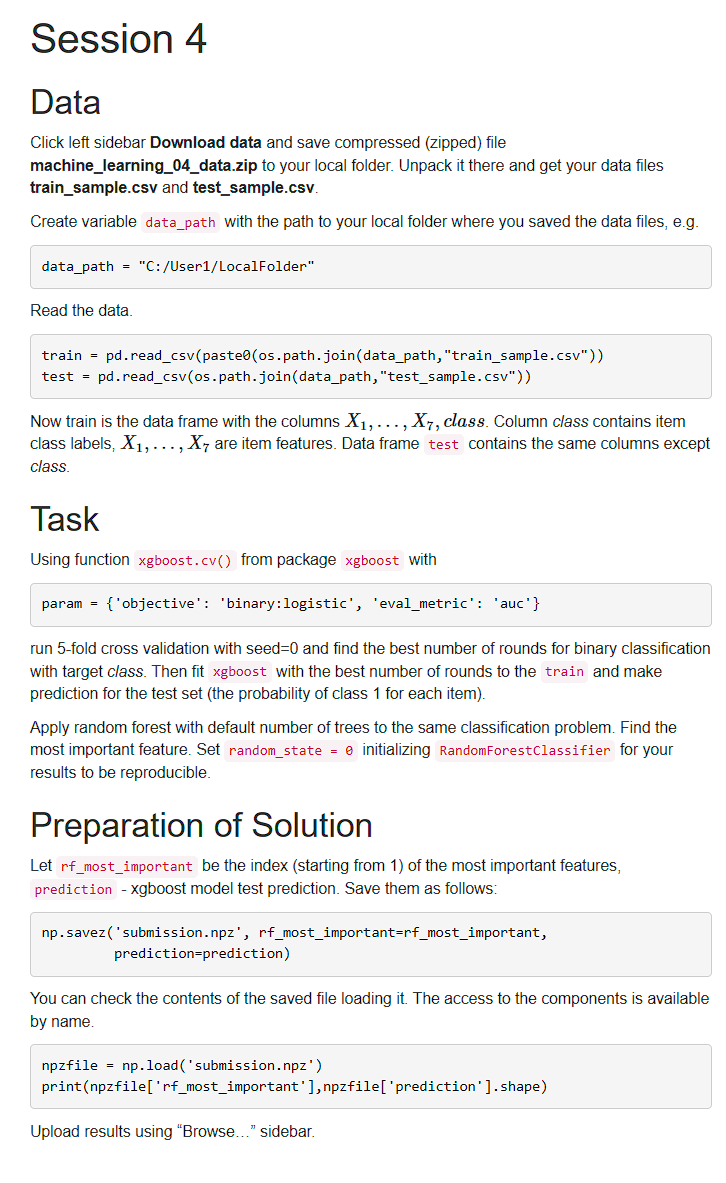 Session 4
Data
Click left sidebar Download data and save compressed (zipped) file
machine_learning_04_data.zip to your local folder. Unpack it there and get your data files
train_sample.csv and test_sample.csv.
Create variable data_path with the path to your local folder where you saved the data files, e.g.
data_path = "C:/User1/LocalFolder"
Read the data.
train = pd.read_csv(paste0(os.path.join(data_path,"train_sample.csv"))
test = pd.read_csv(os.path.join(data_path,"test_sample.csv"))
Now train is the data frame with the columns X₁, . . . , X₇, class. Column class contains item
class labels, X₁, . . . , X₇ are item features. Data frame test contains the same columns except
class.
Task
Using function xgboost.cv() from package xgboost with
param = {'objective': 'binary:logistic', 'eval_metric': 'auc'}
run 5-fold cross validation with seed=0 and find the best number of rounds for binary classification
with target class. Then fit xgboost with the best number of rounds to the train and make
prediction for the test set (the probability of class 1 for each item).
Apply random forest with default number of trees to the same classification problem. Find the
most important feature. Set random_state = 0 initializing RandomForestClassifier for your
results to be reproducible.
Preparation of Solution
Let rf_most_important be the index (starting from 1) of the most important features,
prediction - xgboost model test prediction. Save them as follows:
np.savez('submission.npz', rf_most_important=rf_most_important,
prediction=prediction)
You can check the contents of the saved file loading it. The access to the components is available
by name.
npzfile = np.load('submission.npz')
print(npzfile['rf_most_important'],npzfile['prediction'].shape)
Upload results using “Browse…” sidebar.